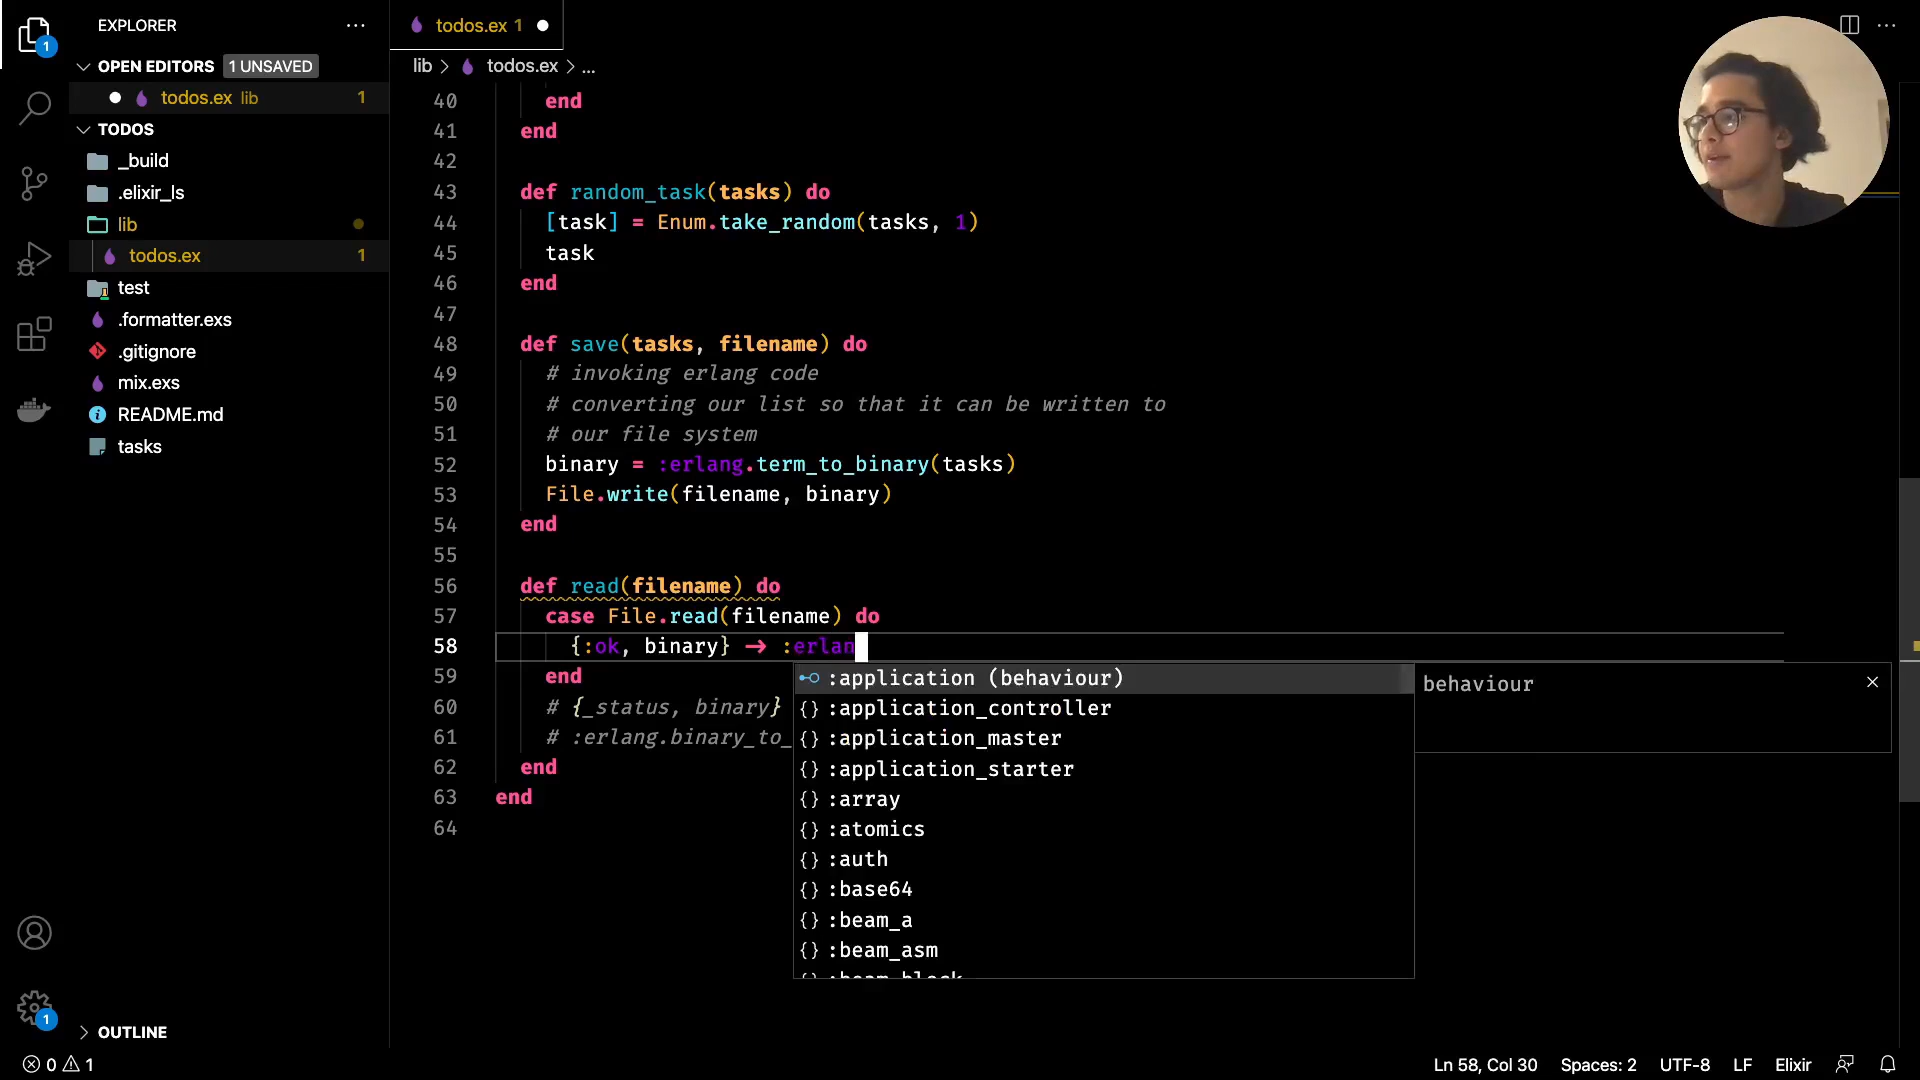 EXPLORER
OPEN EDITORS 1 UNSAVED
todos.ex lib 1
TODOS
_build
.elixir_ls
lib
todos.ex 1
test
.formatter.exs
.gitignore
mix.exs
README.md
tasks
OUTLINE
1
1
todos.ex 1
lib > todos.ex > ...
40 end
41 end
42
43 def random_task(tasks) do
44 [task] = Enum.take_random(tasks, 1)
45 task
46 end
47
48 def save(tasks, filename) do
49 # invoking erlang code
50 # converting our list so that it can be written to
51 # our file system
52 binary = :erlang.term_to_binary(tasks)
53 File.write(filename, binary)
54 end
55
56 def read(filename) do
57 case File.read(filename) do
58 {:ok, binary} -> :erlan
59 end
60 # {_status, binary}
61 # :erlang.binary_to_
62 end
63 end
64
:application (behaviour)
{} :application_controller
{} :application_master
{} :application_starter
{} :array
{} :atomics
{} :auth
{} :base64
{} :beam_a
{} :beam_asm
{} :beam_block
behaviour
0 1
Ln 58, Col 30 Spaces: 2 UTF-8 LF Elixir